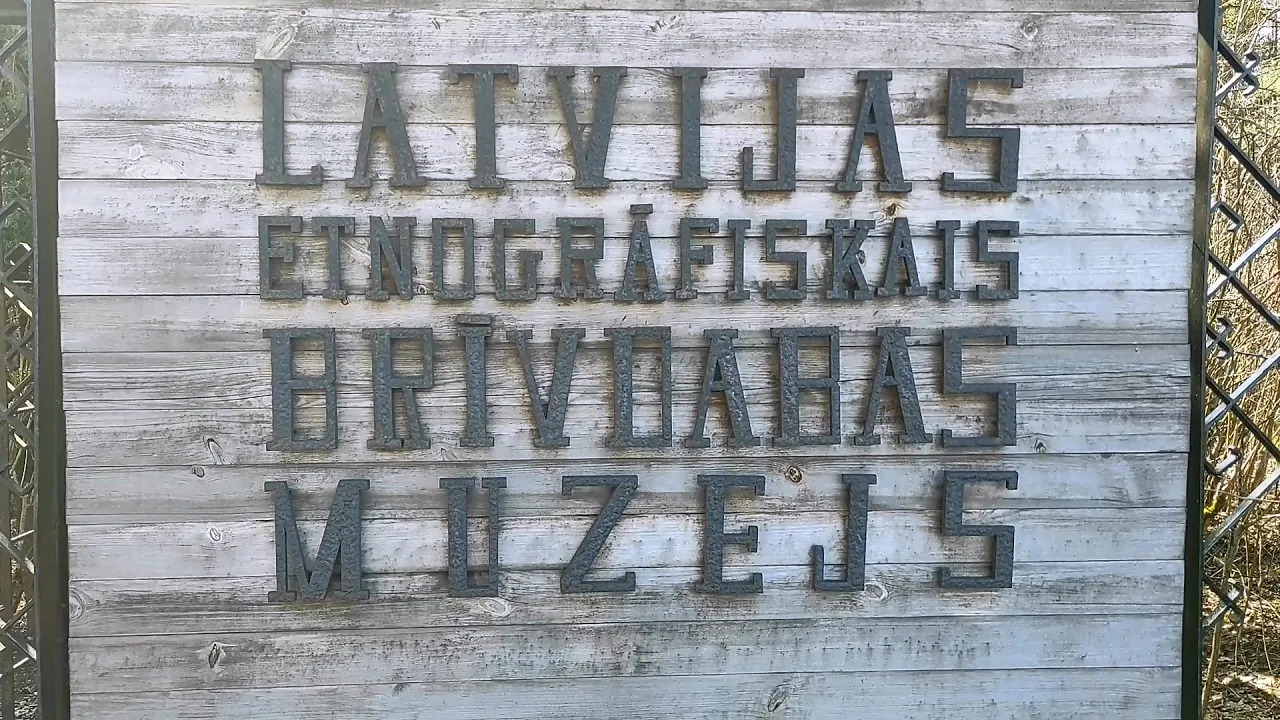 LATVIJAS
ETNOGRĀFISKAIS
BRĪVDABAS
MUZEJS